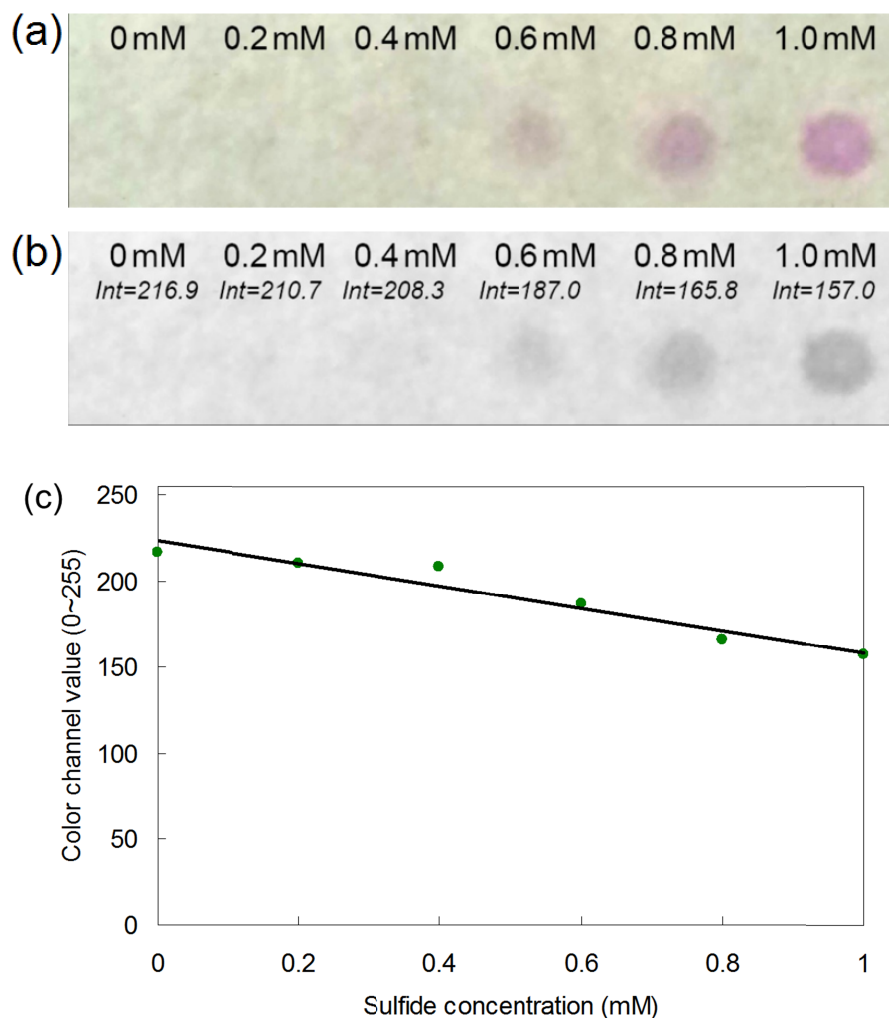 (a)
0 mM 0.2 mM 0.4 mM 0.6 mM 0.8 mM 1.0 mM
(b)
0 mM 0.2 mM 0.4 mM 0.6 mM 0.8 mM 1.0 mM
Int=216.9 Int=210.7 Int=208.3 Int=187.0 Int=165.8 Int=157.0
(c)
Color channel value (0~255)
250
200
150
100
50
0
0 0.2 0.4 0.6 0.8 1
Sulfide concentration (mM)